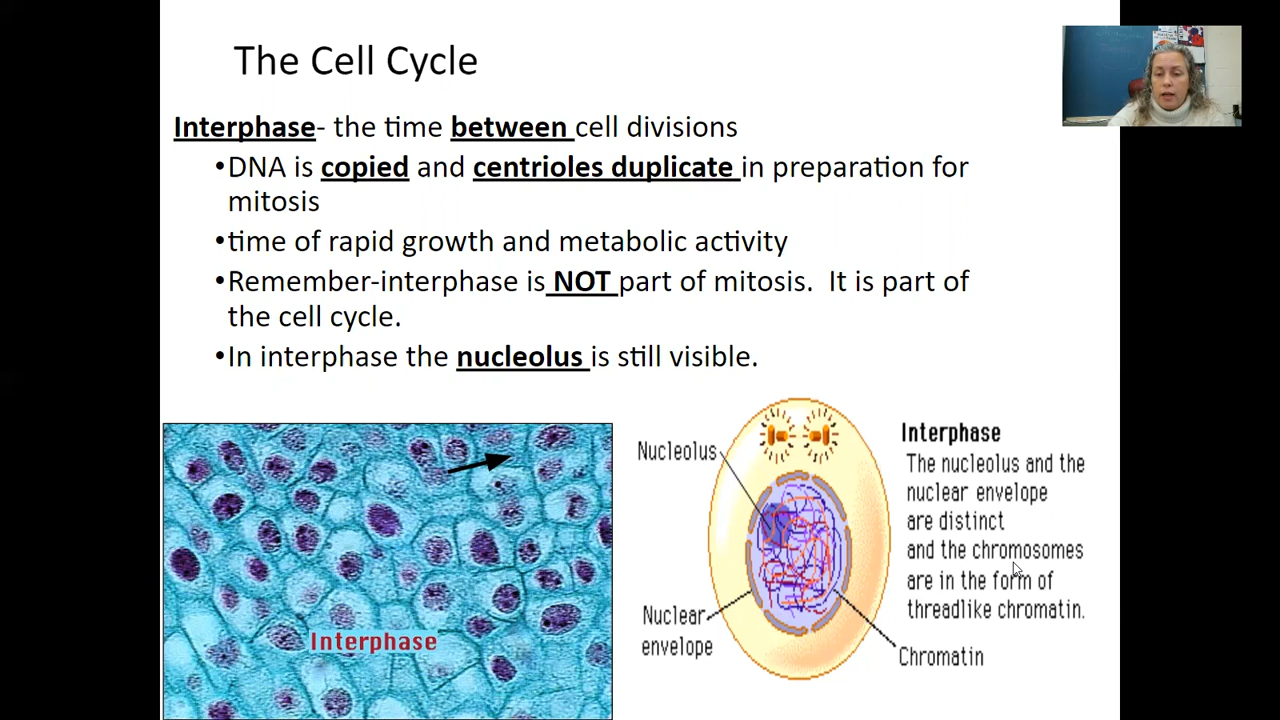 The Cell Cycle
Interphase- the time between cell divisions
•DNA is copied and centrioles duplicate in preparation for
mitosis
•time of rapid growth and metabolic activity
•Remember-interphase is NOT part of mitosis.  It is part of
the cell cycle.
•In interphase the nucleolus is still visible.
Interphase
Nucleolus
Nuclear
envelope
Chromatin
Interphase
The nucleolus and the
nuclear envelope
are distinct
and the chromosomes
are in the form of
threadlike chromatin.